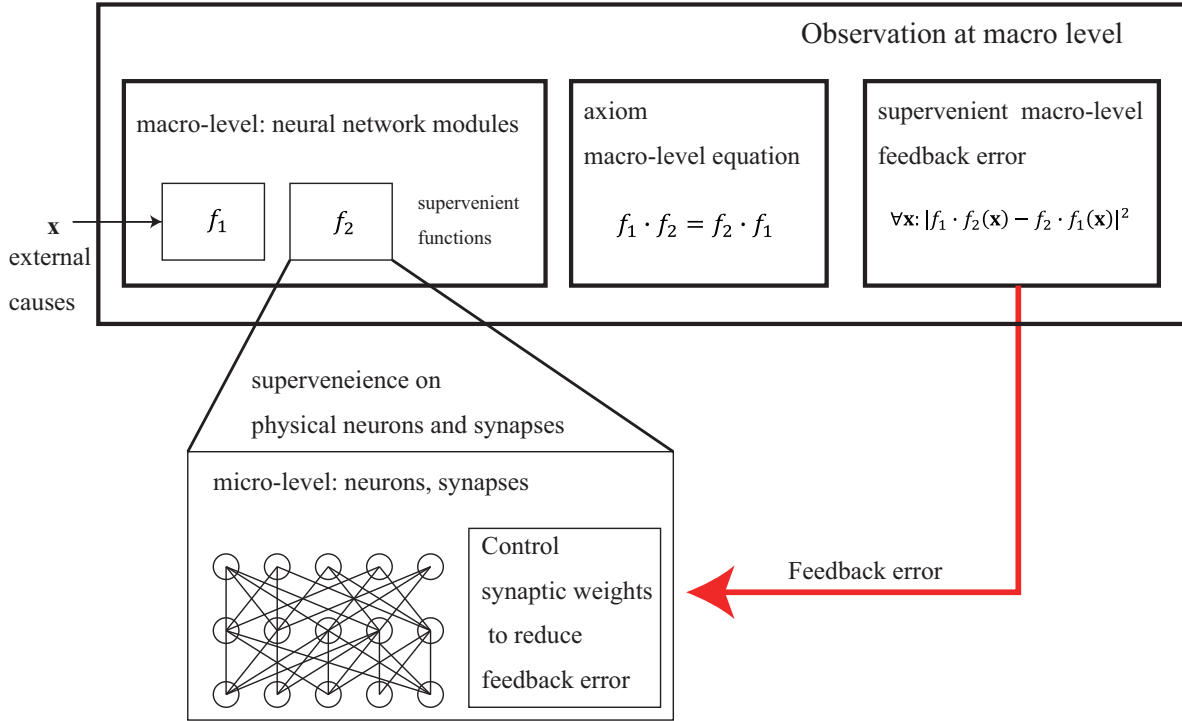 Observation at macro level
macro-level: neural network modules
f₁
f₂
supervenient
functions
x
external
causes
axiom
macro-level equation
f₁ · f₂ = f₂ · f₁
supervenient macro-level
feedback error
∀x: |f₁ · f₂(x) − f₂ · f₁(x)|²
superveneience on
physical neurons and synapses
micro-level: neurons, synapses
Control
synaptic weights
to reduce
feedback error
Feedback error